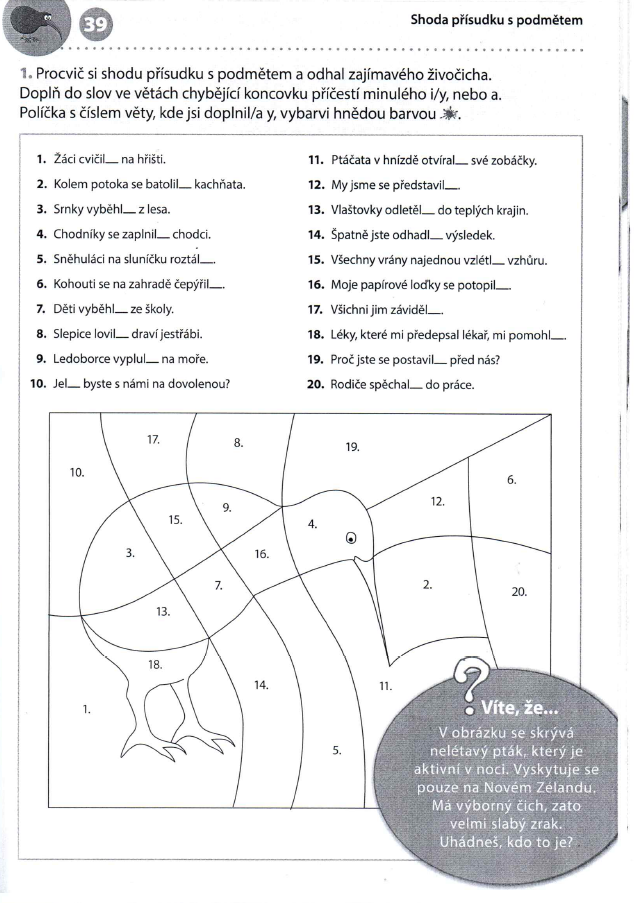 39
Shoda přísudku s podmětem
1. Procvič si shodu přísudku s podmětem a odhal zajímavého živočicha.
Doplň do slov ve větách chybějící koncovku příčestí minulého i/y, nebo a.
Políčka s číslem věty, kde jsi doplnil/a y, vybarvi hnědou barvou.
1. Žáci cvičil__ na hřišti.
2. Kolem potoka se batolil__ kachňata.
3. Srnky vyběhl__ z lesa.
4. Chodníky se zaplnil__ chodci.
5. Sněhuláci na sluníčku roztál__.
6. Kohouti se na zahradě čepýřil__.
7. Děti vyběhl__ ze školy.
8. Slepice lovil__ draví jestřábi.
9. Ledoborce vyplul__ na moře.
10. Jel__ byste s námi na dovolenou?
11. Ptáčata v hnízdě otvíral__ své zobáčky.
12. My jsme se představil__.
13. Vlaštovky odletěl__ do teplých krajin.
14. Špatně jste odhadl__ výsledek.
15. Všechny vrány najednou vzlétl__ vzhůru.
16. Moje papírové loďky se potopil__.
17. Všichni jim záviděl__.
18. Léky, které mi předepsal lékař, mi pomohl__.
19. Proč jste se postavil__ před nás?
20. Rodiče spěchal__ do práce.
17.
8.
19.
10.
6.
12.
9.
15.
4.
3.
16.
7.
2.
20.
13.
18.
14.
11.
1.
5.
?
Víte, že...
V obrázku se skrývá
nelétavý pták, který je
aktivní v noci. Vyskytuje se
pouze na Novém Zélandu.
Má výborný čich, zato
velmi slabý zrak.
Uhádneš, kdo to je?